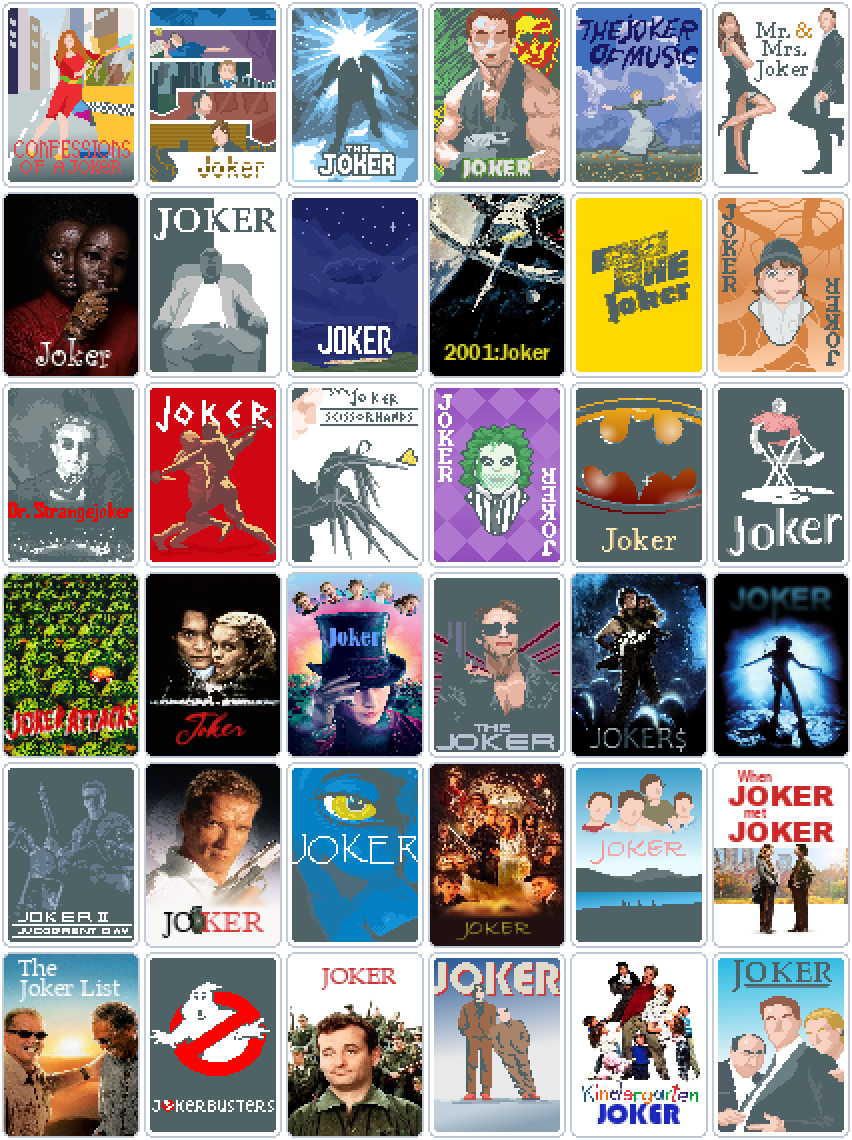 CONFESSIONS
OF A JOKER
Joker
THE
JOKER
JOKER
THE JOKER
OF MUSIC
Mr. &
Mrs.
Joker
Joker
JOKER
JOKER
2001:Joker
THE
Joker
JOKER
JOKER
Dr. Strangejoker
JOKER
JOKER
SCISSORHANDS
JOKER
JOKER
Joker
Joker
JOKER ATTACKS
Joker
Joker
THE
JOKER
JOKER$
JOKER
JOKER II
JUDGMENT DAY
JOKER
JOKER
JOKER
JOKER
When
JOKER
met
JOKER
The
Joker List
JOKERBUSTERS
JOKER
JOKER
Kindergarten
JOKER
JOKER